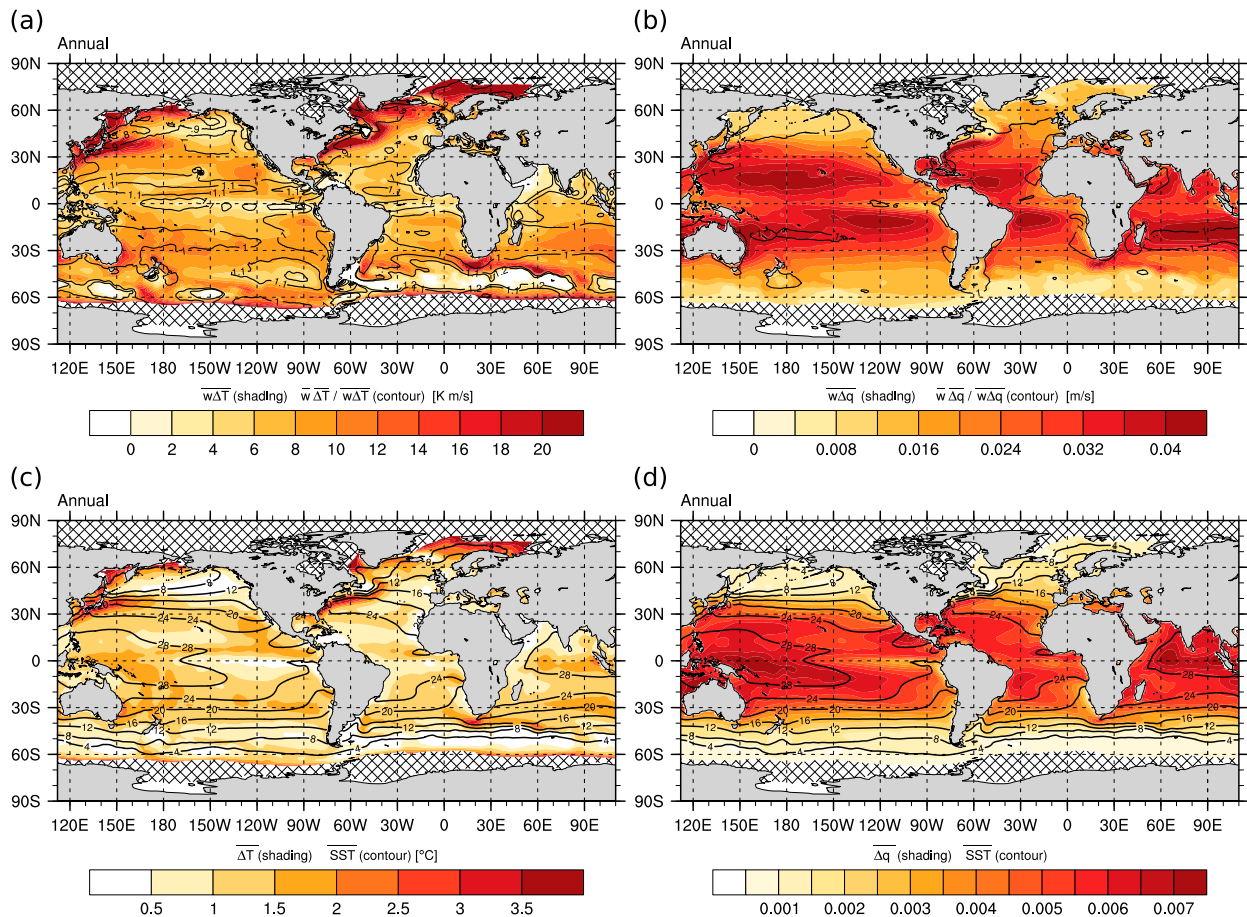 (a)
Annual
90N
60N
30N
0
30S
60S
90S
120E 150E 180 150W 120W 90W 60W 30W 0 30E 60E 90E
wΔT (shading) w ΔT / wΔT (contour) [K m/s]
0 2 4 6 8 10 12 14 16 18 20
(b)
Annual
90N
60N
30N
0
30S
60S
90S
120E 150E 180 150W 120W 90W 60W 30W 0 30E 60E 90E
wΔq (shading) w Δq / wΔq (contour) [m/s]
0 0.008 0.016 0.024 0.032 0.04
(c)
Annual
90N
60N
30N
0
30S
60S
90S
120E 150E 180 150W 120W 90W 60W 30W 0 30E 60E 90E
ΔT (shading) SST (contour) [°C]
0.5 1 1.5 2 2.5 3 3.5
(d)
Annual
90N
60N
30N
0
30S
60S
90S
120E 150E 180 150W 120W 90W 60W 30W 0 30E 60E 90E
Δq (shading) SST (contour)
0.001 0.002 0.003 0.004 0.005 0.006 0.007